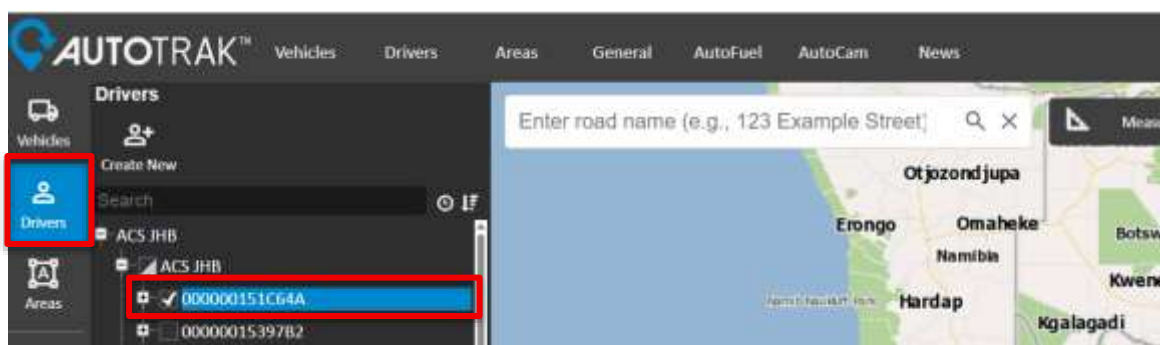 AUTOTRAK™ Vehicles Drivers Areas General AutoFuel AutoCam News
Vehicles
Drivers
Areas
Drivers
Create New
Search
ACS JHB
ACS JHB
000000151C64A
00000015397B2
Enter road name (e.g., 123 Example Street)
Otjozondjupa
Erongo
Omaheke
Namibia
Hardap
Kgalagadi